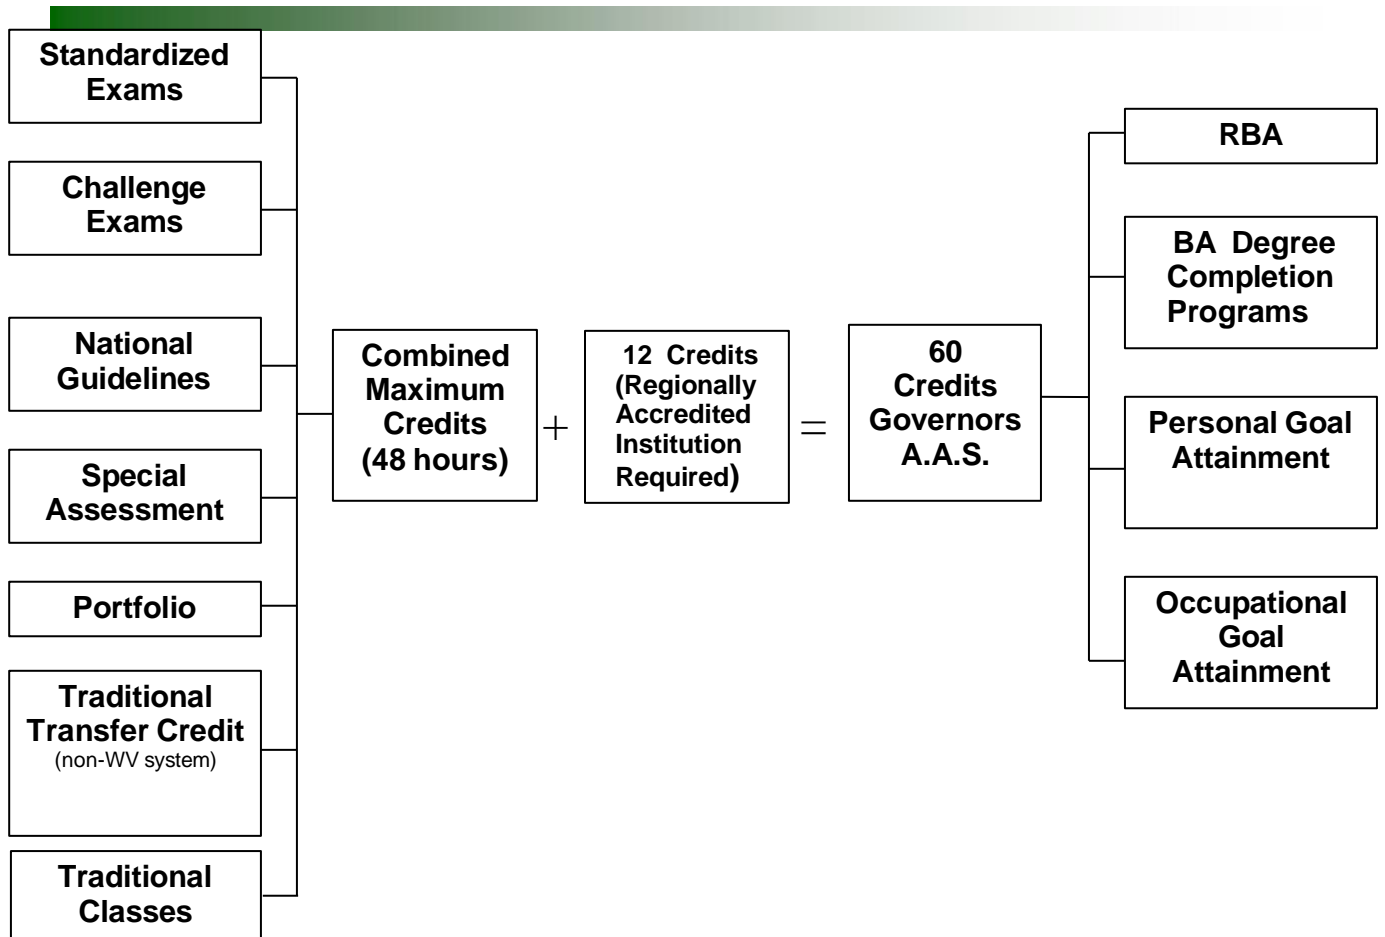 Standardized
Exams
Challenge
Exams
National
Guidelines
Special
Assessment
Portfolio
Traditional
Transfer Credit
(non-WV system)
Traditional
Classes
Combined
Maximum
Credits
(48 hours)
+
12 Credits
(Regionally
Accredited
Institution
Required)
=
60
Credits
Governors
A.A.S.
RBA
BA Degree
Completion
Programs
Personal Goal
Attainment
Occupational
Goal
Attainment